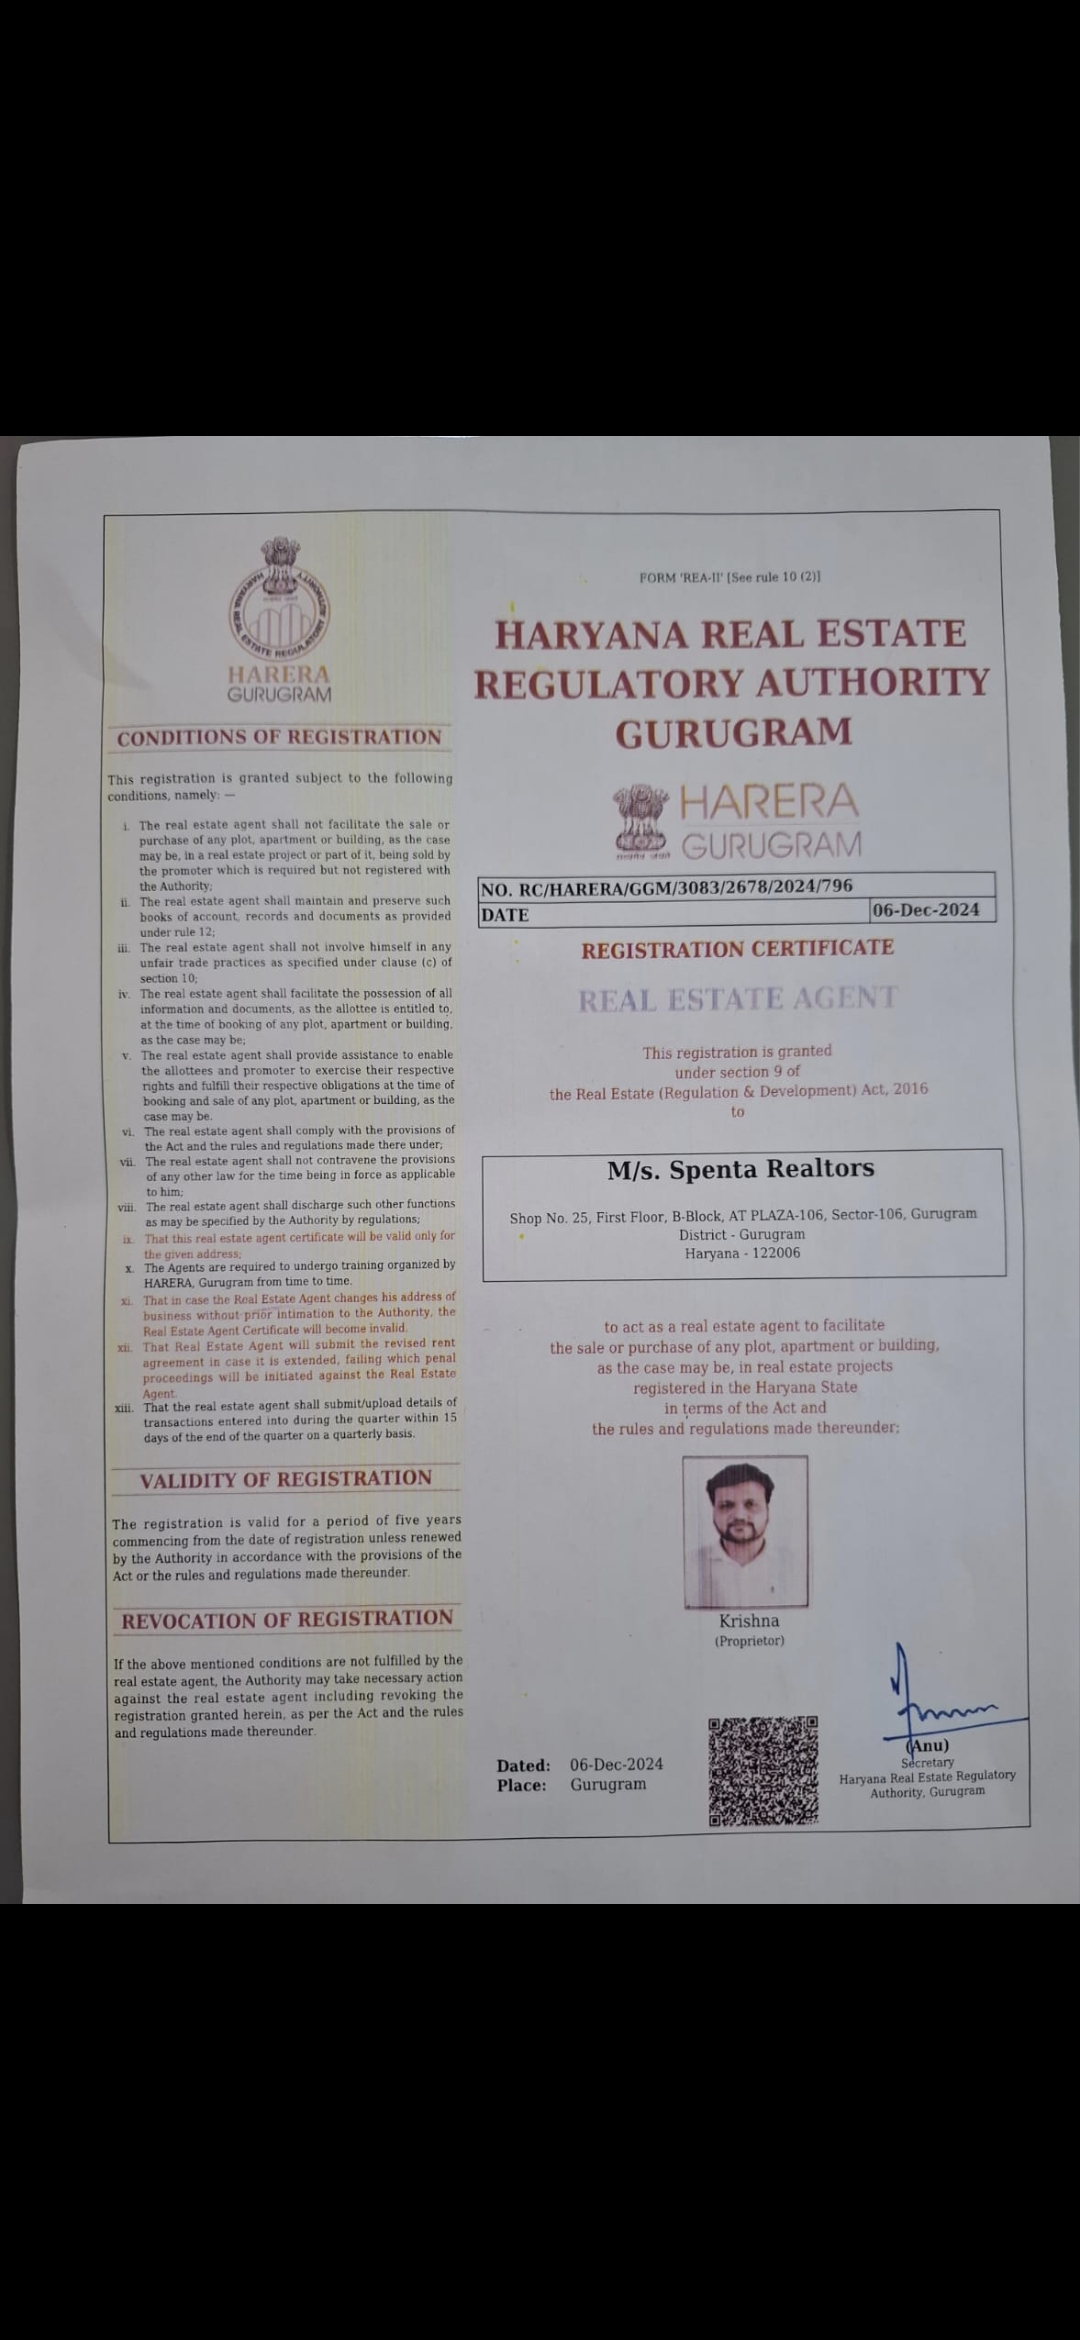 HARYANA REAL ESTATE REGULATORY AUTHORITY
HARERA
GURUGRAM
CONDITIONS OF REGISTRATION
This registration is granted subject to the following
conditions, namely: —
i. The real estate agent shall not facilitate the sale or
purchase of any plot, apartment or building, as the case
may be, in a real estate project or part of it, being sold by
the promoter which is required but not registered with
the Authority;
ii. The real estate agent shall maintain and preserve such
books of account, records and documents as provided
under rule 12;
iii. The real estate agent shall not involve himself in any
unfair trade practices as specified under clause (c) of
section 10;
iv. The real estate agent shall facilitate the possession of all
information and documents, as the allottee is entitled to,
at the time of booking of any plot, apartment or building,
as the case may be;
v. The real estate agent shall provide assistance to enable
the allottees and promoter to exercise their respective
rights and fulfill their respective obligations at the time of
booking and sale of any plot, apartment or building, as the
case may be.
vi. The real estate agent shall comply with the provisions of
the Act and the rules and regulations made there under;
vii. The real estate agent shall not contravene the provisions
of any other law for the time being in force as applicable
to him;
viii. The real estate agent shall discharge such other functions
as may be specified by the Authority by regulations;
ix. That this real estate agent certificate will be valid only for
the given address;
x. The Agents are required to undergo training organized by
HARERA, Gurugram from time to time.
xi. That in case the Real Estate Agent changes his address of
business without prior intimation to the Authority, the
Real Estate Agent Certificate will become invalid.
xii. That Real Estate Agent will submit the revised rent
agreement in case it is extended, failing which penal
proceedings will be initiated against the Real Estate
Agent.
xiii. That the real estate agent shall submit/upload details of
transactions entered into during the quarter within 15
days of the end of the quarter on a quarterly basis.
VALIDITY OF REGISTRATION
The registration is valid for a period of five years
commencing from the date of registration unless renewed
by the Authority in accordance with the provisions of the
Act or the rules and regulations made thereunder.
REVOCATION OF REGISTRATION
If the above mentioned conditions are not fulfilled by the
real estate agent, the Authority may take necessary action
against the real estate agent including revoking the
registration granted herein, as per the Act and the rules
and regulations made thereunder.
FORM 'REA-II' [See rule 10 (2)]
HARYANA REAL ESTATE
REGULATORY AUTHORITY
GURUGRAM
HARERA
GURUGRAM
सत्यमेव जयते
NO. RC/HARERA/GGM/3083/2678/2024/796
DATE 06-Dec-2024
REGISTRATION CERTIFICATE
REAL ESTATE AGENT
This registration is granted
under section 9 of
the Real Estate (Regulation & Development) Act, 2016
to
M/s. Spenta Realtors
Shop No. 25, First Floor, B-Block, AT PLAZA-106, Sector-106, Gurugram
District - Gurugram
Haryana - 122006
to act as a real estate agent to facilitate
the sale or purchase of any plot, apartment or building,
as the case may be, in real estate projects
registered in the Haryana State
in terms of the Act and
the rules and regulations made thereunder;
Krishna
(Proprietor)
Dated: 06-Dec-2024
Place: Gurugram
(Anu)
Secretary
Haryana Real Estate Regulatory
Authority, Gurugram